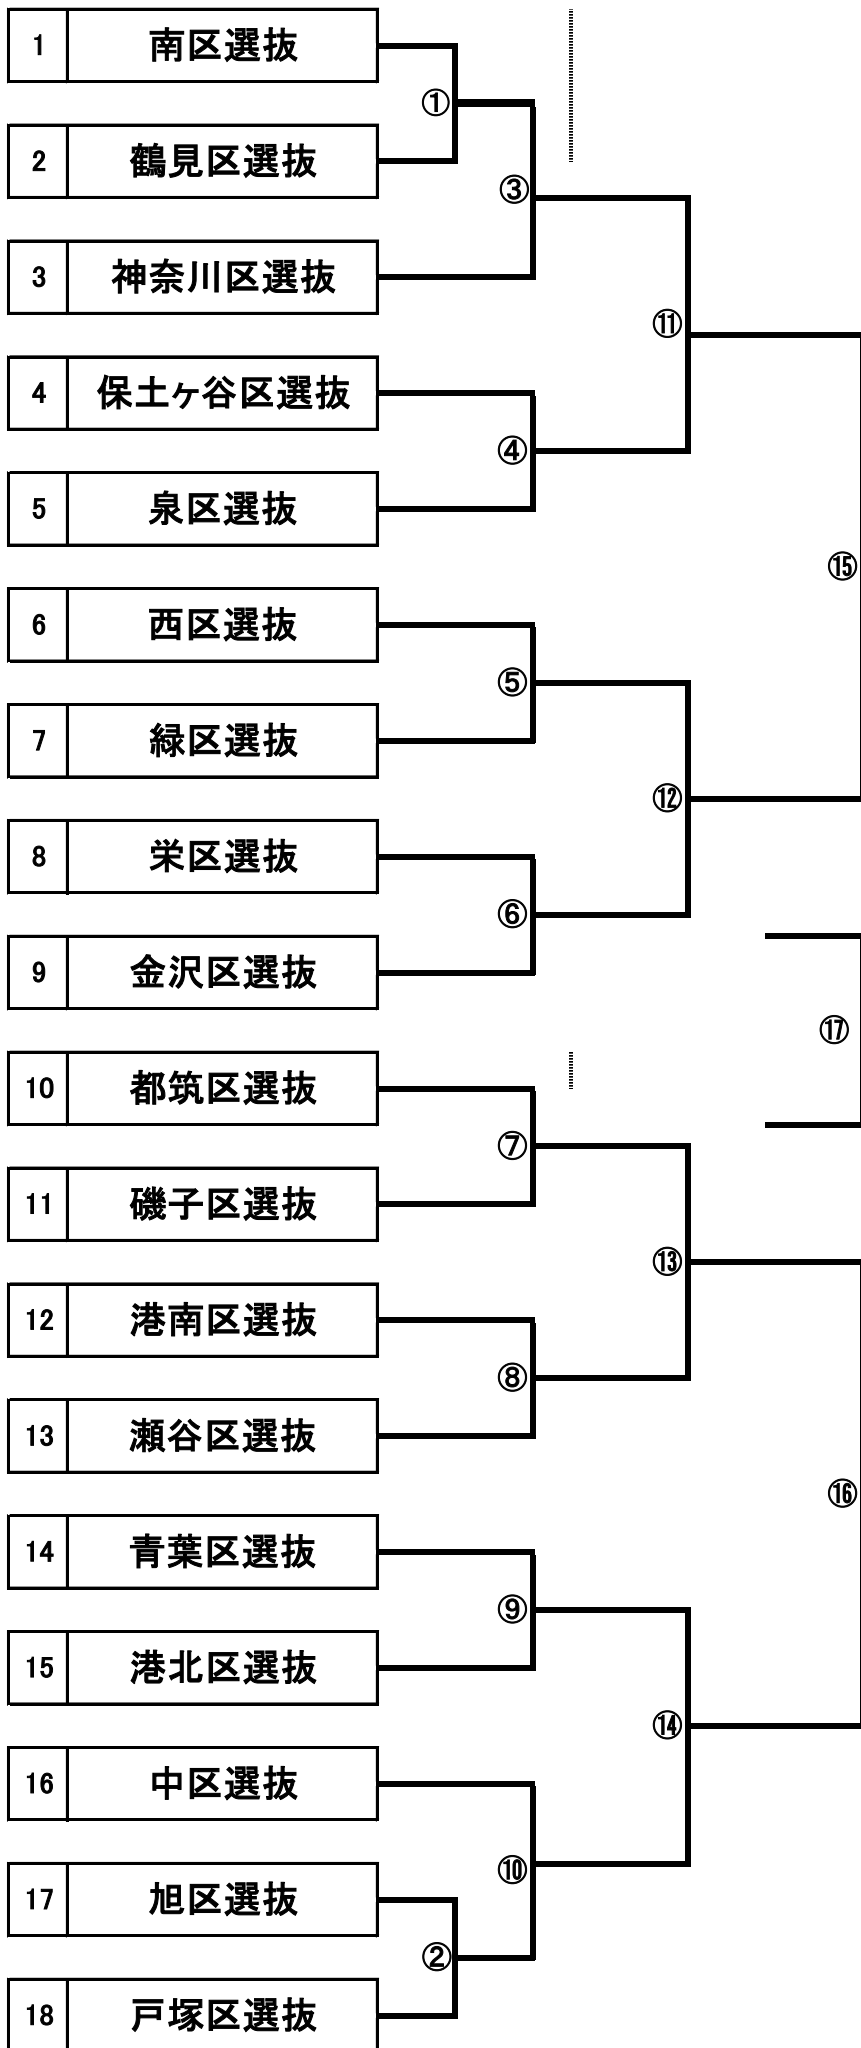 1 南区選抜
①
2 鶴見区選抜
③
3 神奈川区選抜
⑪
4 保土ヶ谷区選抜
④
5 泉区選抜
⑮
6 西区選抜
⑤
7 緑区選抜
⑫
8 栄区選抜
⑥
9 金沢区選抜
⑰
10 都筑区選抜
⑦
11 磯子区選抜
⑬
12 港南区選抜
⑧
13 瀬谷区選抜
⑯
14 青葉区選抜
⑨
15 港北区選抜
⑭
16 中区選抜
⑩
17 旭区選抜
②
18 戸塚区選抜